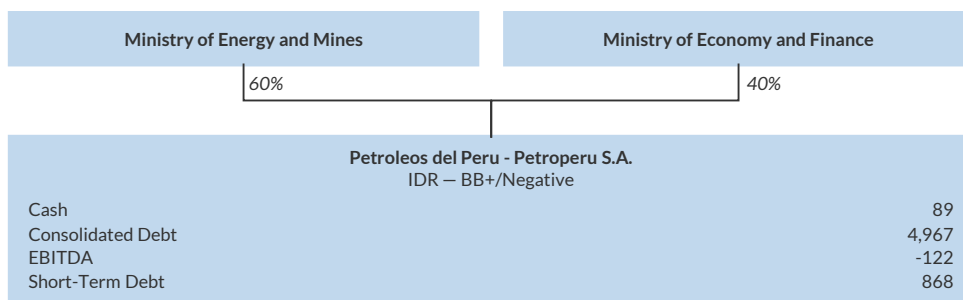 Ministry of Energy and Mines
Ministry of Economy and Finance
60%
40%
Petroleos del Peru - Petroperu S.A.
IDR — BB+/Negative
Cash 89
Consolidated Debt 4,967
EBITDA -122
Short-Term Debt 868